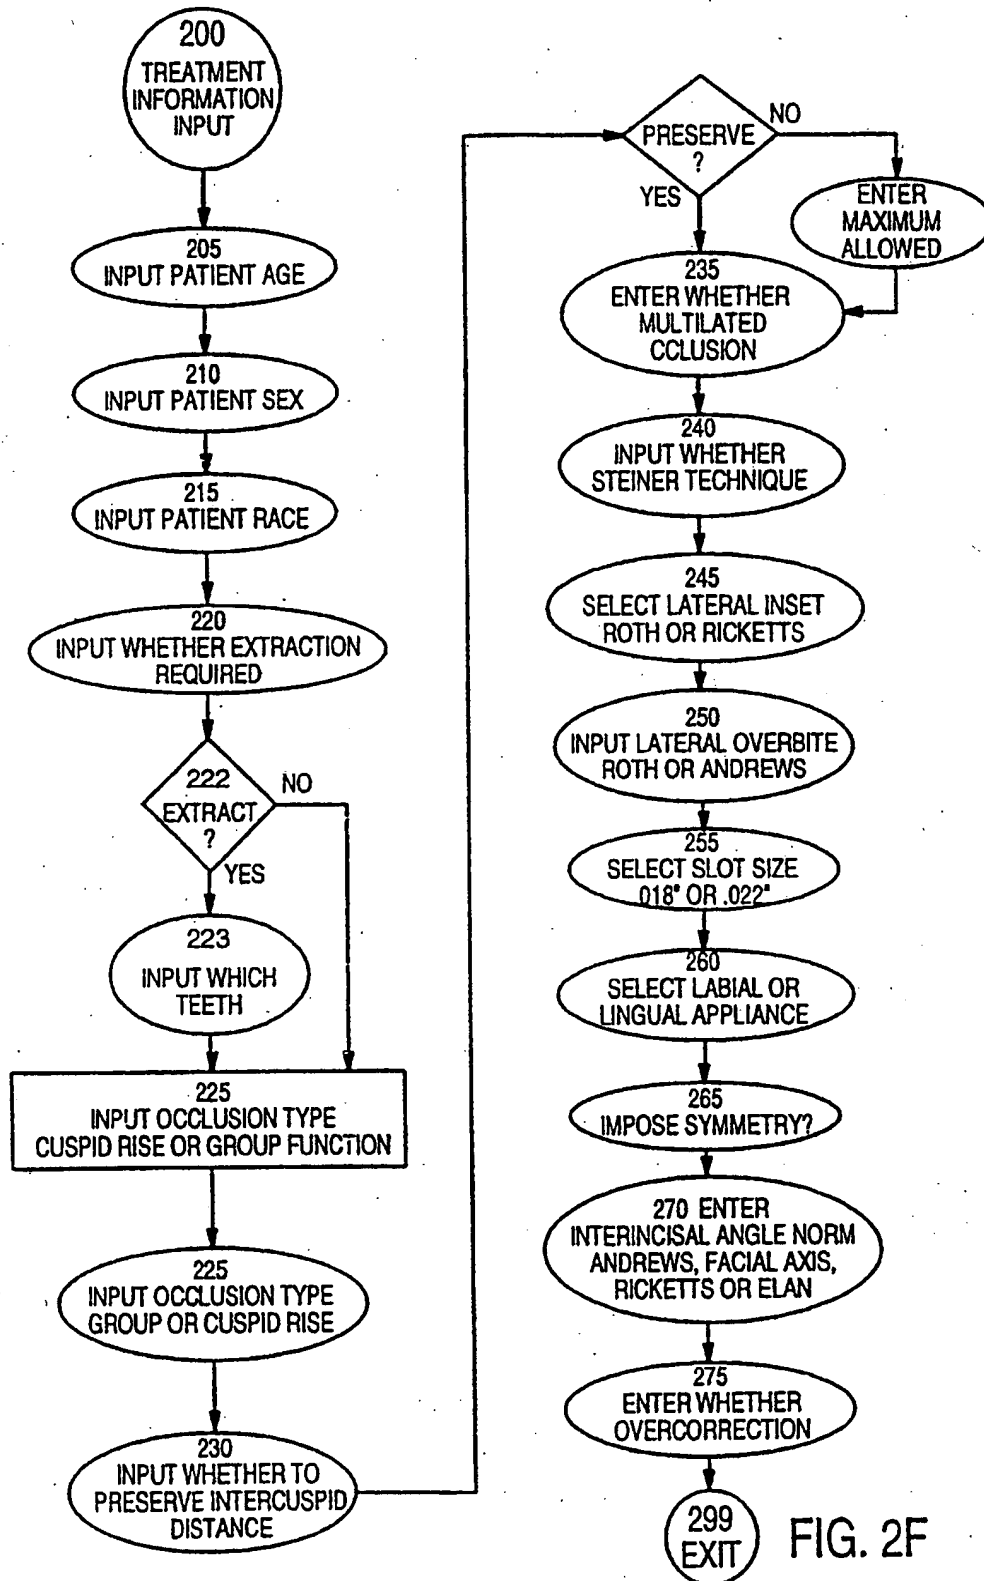 200
TREATMENT
INFORMATION
INPUT
205
INPUT PATIENT AGE
210
INPUT PATIENT SEX
215
INPUT PATIENT RACE
220
INPUT WHETHER EXTRACTION
REQUIRED
222
EXTRACT
?
NO
YES
223
INPUT WHICH
TEETH
225
INPUT OCCLUSION TYPE
CUSPID RISE OR GROUP FUNCTION
225
INPUT OCCLUSION TYPE
GROUP OR CUSPID RISE
230
INPUT WHETHER TO
PRESERVE INTERCUSPID
DISTANCE
PRESERVE
?
NO
YES
ENTER
MAXIMUM
ALLOWED
235
ENTER WHETHER
MULTILATED
CCLUSION
240
INPUT WHETHER
STEINER TECHNIQUE
245
SELECT LATERAL INSET
ROTH OR RICKETTS
250
INPUT LATERAL OVERBITE
ROTH OR ANDREWS
255
SELECT SLOT SIZE
018" OR .022"
260
SELECT LABIAL OR
LINGUAL APPLIANCE
265
IMPOSE SYMMETRY?
270 ENTER
INTERINCISAL ANGLE NORM
ANDREWS, FACIAL AXIS,
RICKETTS OR ELAN
275
ENTER WHETHER
OVERCORRECTION
299
EXIT
FIG. 2F